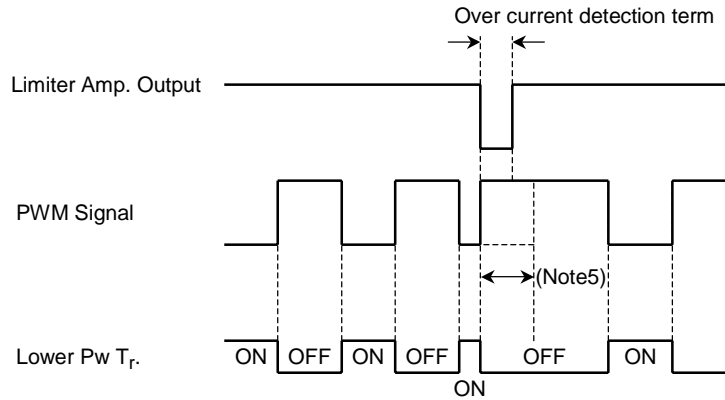 Over current detection term
Limiter Amp. Output
PWM Signal
(Note5)
Lower Pw Tr.
ON OFF ON OFF OFF ON
ON